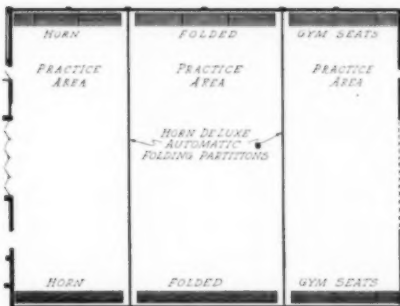 HORN FOLDED GYM SEATS
PRACTICE AREA
PRACTICE AREA
PRACTICE AREA
HORN DELUXE
AUTOMATIC
FOLDING PARTITIONS
HORN FOLDED GYM SEATS